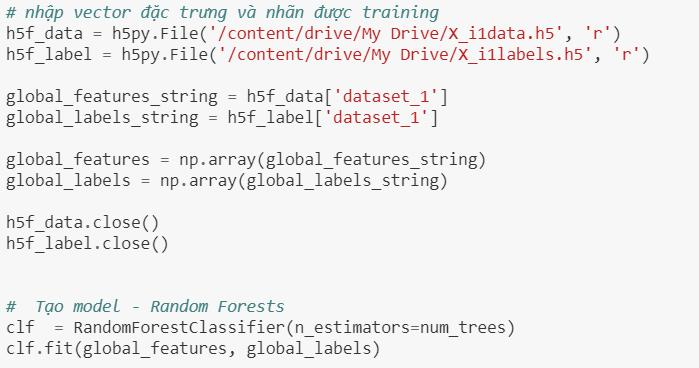 # nhập vector đặc trưng và nhãn được training
h5f_data = h5py.File('/content/drive/My Drive/X_i1data.h5', 'r')
h5f_label = h5py.File('/content/drive/My Drive/X_i1labels.h5', 'r')
global_features_string = h5f_data['dataset_1']
global_labels_string = h5f_label['dataset_1']
global_features = np.array(global_features_string)
global_labels = np.array(global_labels_string)
h5f_data.close()
h5f_label.close()
#  Tạo model - Random Forests
clf  = RandomForestClassifier(n_estimators=num_trees)
clf.fit(global_features, global_labels)